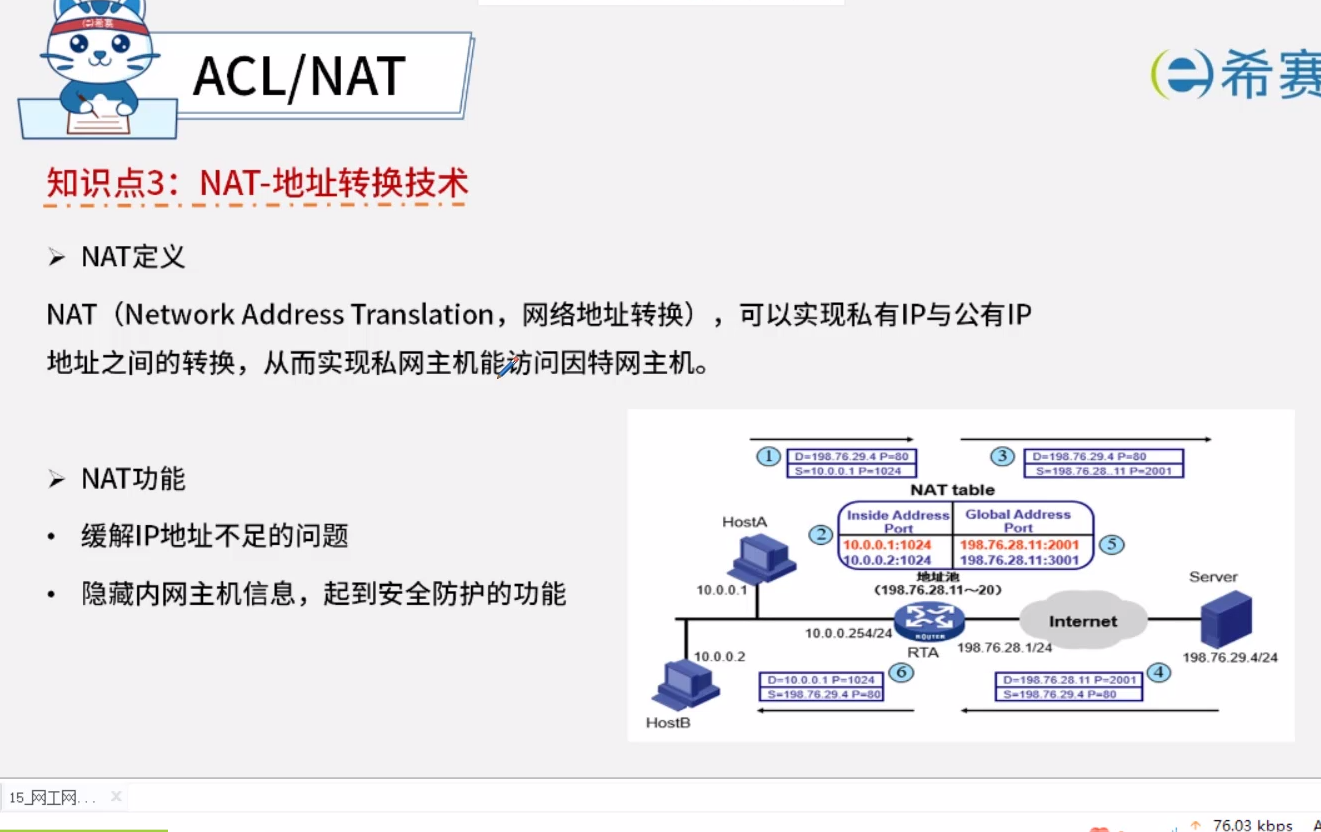 希赛
ACL/NAT
希赛
知识点3：NAT-地址转换技术
➢ NAT定义
NAT（Network Address Translation，网络地址转换），可以实现私有IP与公有IP
地址之间的转换，从而实现私网主机能访问因特网主机。
➢ NAT功能
• 缓解IP地址不足的问题
• 隐藏内网主机信息，起到安全防护的功能
① D=198.76.29.4 P=80
S=10.0.0.1 P=1024
③ D=198.76.29.4 P=80
S=198.76.28..11 P=2001
NAT table
② Inside Address Port
Global Address Port
10.0.0.1:1024 198.76.28.11:2001 ⑤
10.0.0.2:1024 198.76.28.11:3001
地址池
（198.76.28.11～20）
HostA
10.0.0.1
10.0.0.254/24
ROUTER
RTA
198.76.28.1/24
Internet
Server
198.76.29.4/24
10.0.0.2
HostB
⑥ D=10.0.0.1 P=1024
S=198.76.29.4 P=80
④ D=198.76.28.11 P=2001
S=198.76.29.4 P=80
15_网工网...
76.03 kbps